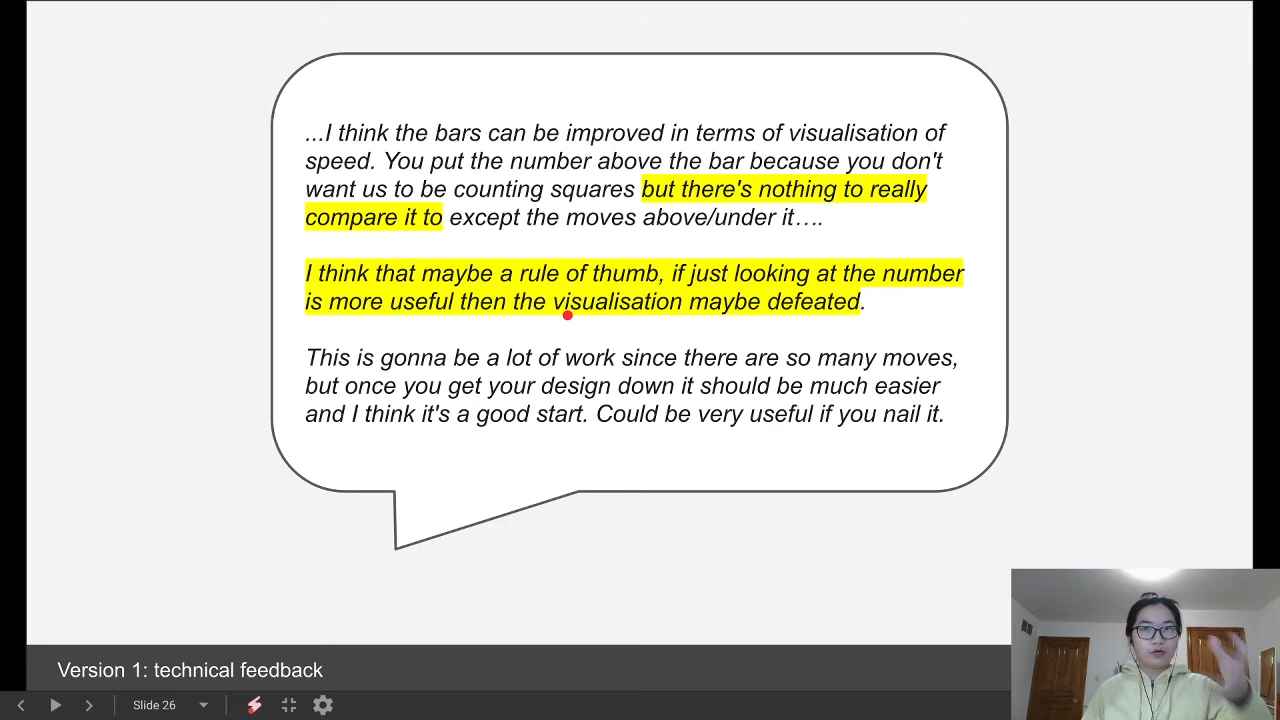 ...I think the bars can be improved in terms of visualisation of
speed. You put the number above the bar because you don't
want us to be counting squares but there's nothing to really
compare it to except the moves above/under it….
I think that maybe a rule of thumb, if just looking at the number
is more useful then the visualisation maybe defeated.
This is gonna be a lot of work since there are so many moves,
but once you get your design down it should be much easier
and I think it's a good start. Could be very useful if you nail it.
Version 1: technical feedback
Slide 26